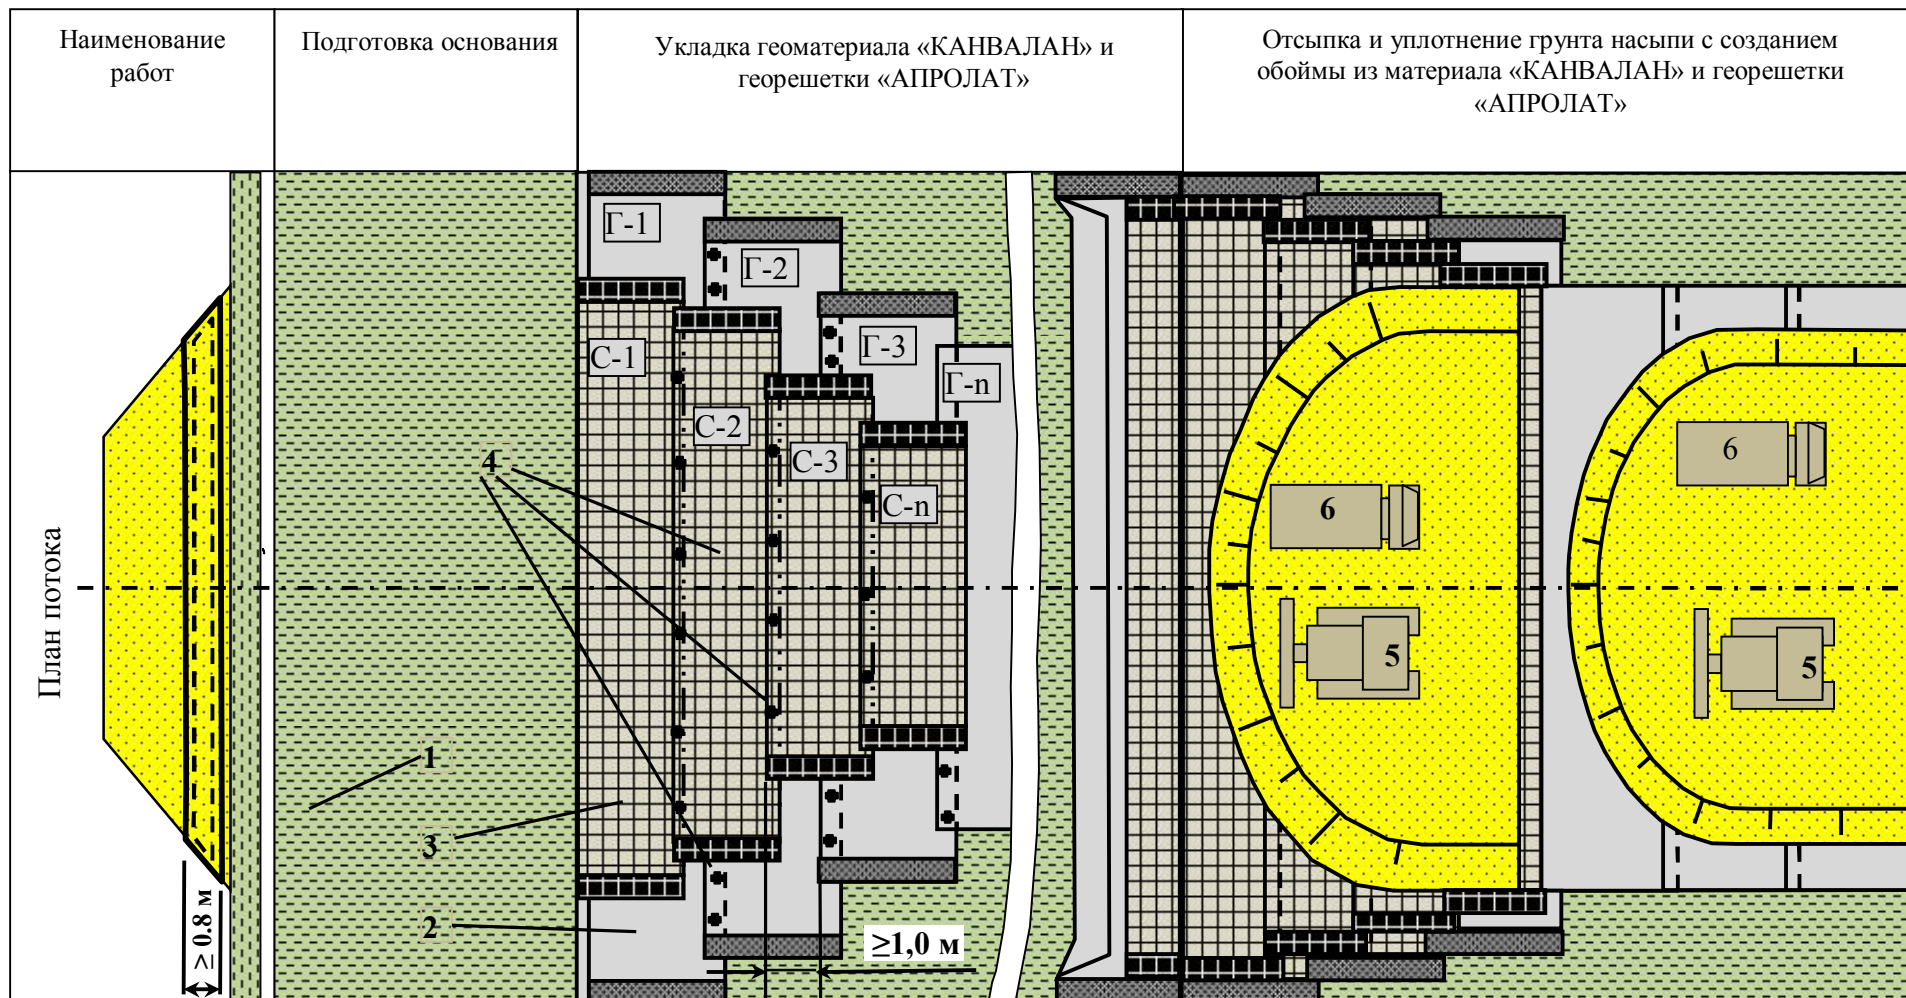 Наименование
работ
Подготовка основания
Укладка геоматериала «КАНВАЛАН» и
георешетки «АПРОЛАТ»
Отсыпка и уплотнение грунта насыпи с созданием
обоймы из материала «КАНВАЛАН» и георешетки
«АПРОЛАТ»
План потока
Г-1
Г-2
Г-3
Г-n
С-1
С-2
С-3
С-n
4
1
3
2
≥ 0.8 м
≥1,0 м
6
5
6
5